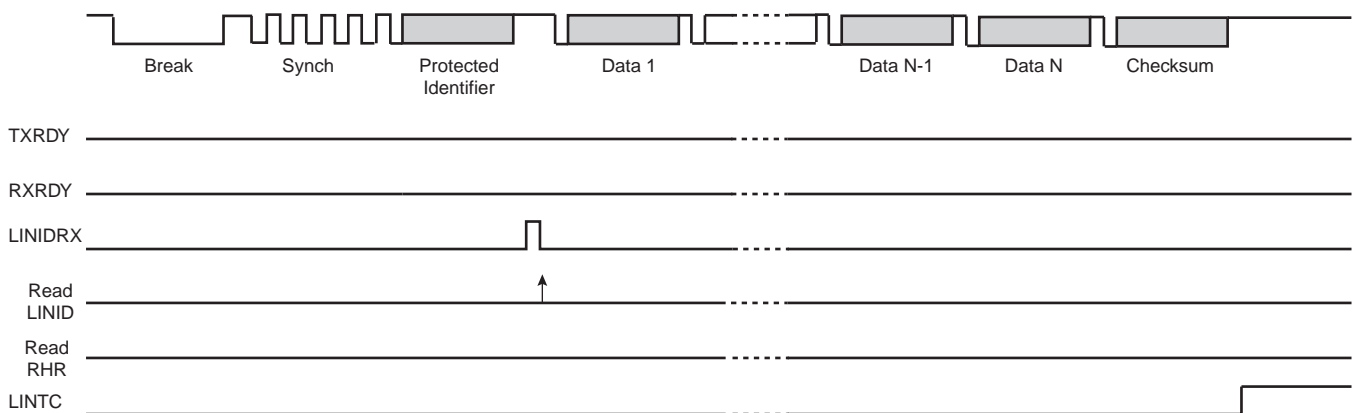 Break
Synch
Protected
Identifier
Data 1
Data N-1
Data N
Checksum
TXRDY
RXRDY
LINIDRX
Read
LINID
Read
RHR
LINTC